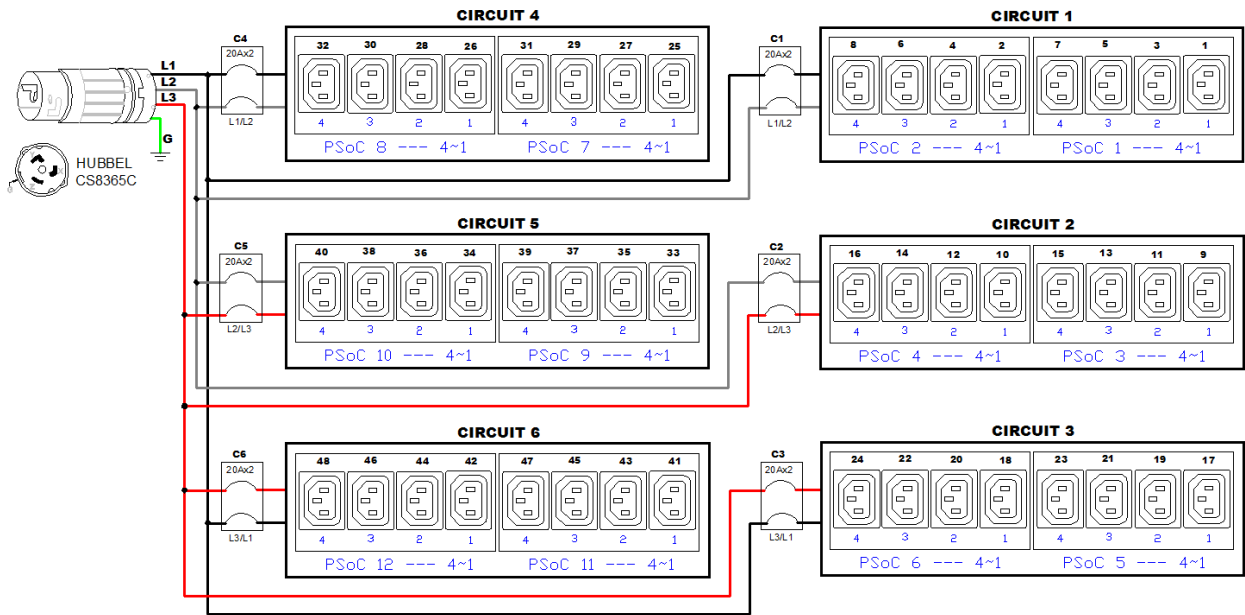 CIRCUIT 4
CIRCUIT 1
C4
20Ax2
L1/L2
32 30 28 26 31 29 27 25
4 3 2 1 4 3 2 1
PSoC 8 --- 4~1 PSoC 7 --- 4~1
C1
20Ax2
L1/L2
8 6 4 2 7 5 3 1
4 3 2 1 4 3 2 1
PSoC 2 --- 4~1 PSoC 1 --- 4~1
L1
L2
L3
G
HUBBEL
CS8365C
CIRCUIT 5
CIRCUIT 2
C5
20Ax2
L2/L3
40 38 36 34 39 37 35 33
4 3 2 1 4 3 2 1
PSoC 10 --- 4~1 PSoC 9 --- 4~1
C2
20Ax2
L2/L3
16 14 12 10 15 13 11 9
4 3 2 1 4 3 2 1
PSoC 4 --- 4~1 PSoC 3 --- 4~1
CIRCUIT 6
CIRCUIT 3
C6
20Ax2
L3/L1
48 46 44 42 47 45 43 41
4 3 2 1 4 3 2 1
PSoC 12 --- 4~1 PSoC 11 --- 4~1
C3
20Ax2
L3/L1
24 22 20 18 23 21 19 17
4 3 2 1 4 3 2 1
PSoC 6 --- 4~1 PSoC 5 --- 4~1